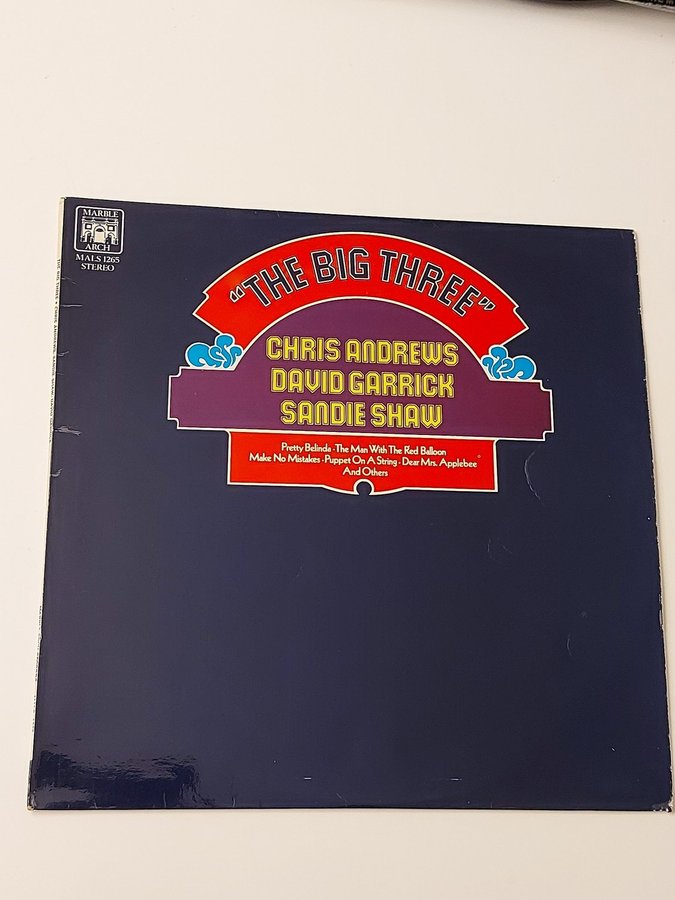 MARBLE
ARCH
MALS 1265
STEREO
"THE BIG THREE"
CHRIS ANDREWS
DAVID GARRICK
SANDIE SHAW
Pretty Belinda · The Man With The Red Balloon
Make No Mistakes · Puppet On A String · Dear Mrs. Applebee
And Others